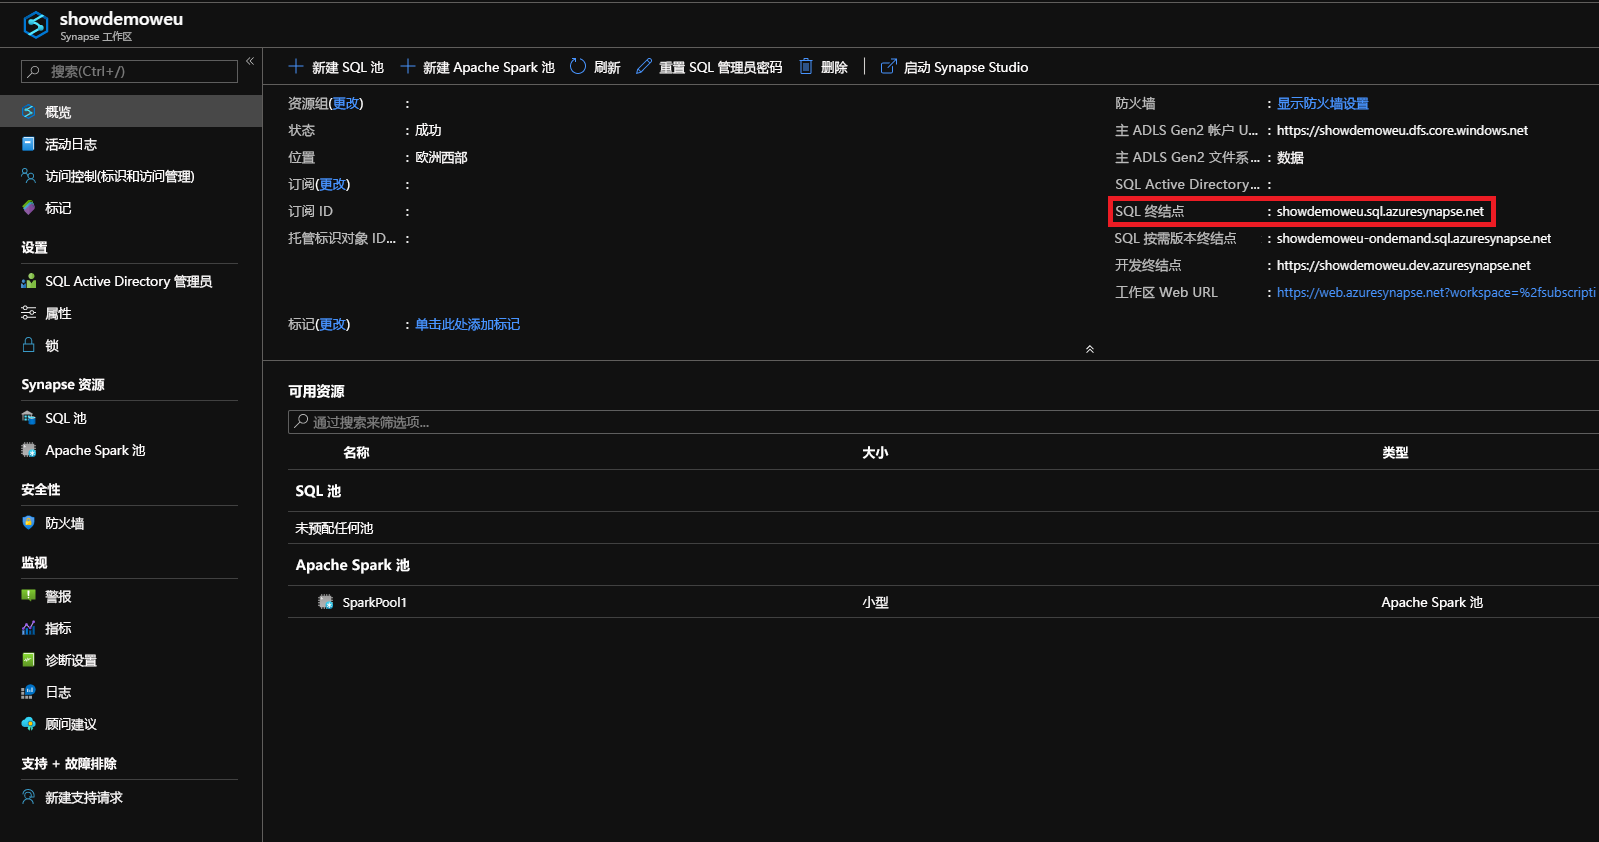 showdemoweu
Synapse 工作区
搜索(Ctrl+/)
«
概览
活动日志
访问控制(标识和访问管理)
标记
设置
SQL Active Directory 管理员
属性
锁
Synapse 资源
SQL 池
Apache Spark 池
安全性
防火墙
监视
警报
指标
诊断设置
日志
顾问建议
支持 + 故障排除
新建支持请求
新建 SQL 池 新建 Apache Spark 池 刷新 重置 SQL 管理员密码 删除 启动 Synapse Studio
资源组(更改) :
状态 : 成功
位置 : 欧洲西部
订阅(更改) :
订阅 ID :
托管标识对象 ID... :
标记(更改) : 单击此处添加标记
防火墙 : 显示防火墙设置
主 ADLS Gen2 帐户 U... : https://showdemoweu.dfs.core.windows.net
主 ADLS Gen2 文件系... : 数据
SQL Active Directory... :
SQL 终结点 : showdemoweu.sql.azuresynapse.net
SQL 按需版本终结点 : showdemoweu-ondemand.sql.azuresynapse.net
开发终结点 : https://showdemoweu.dev.azuresynapse.net
工作区 Web URL : https://web.azuresynapse.net?workspace=%2fsubscripti
可用资源
通过搜索来筛选项...
名称 大小 类型
SQL 池
未预配任何池
Apache Spark 池
SparkPool1 小型 Apache Spark 池